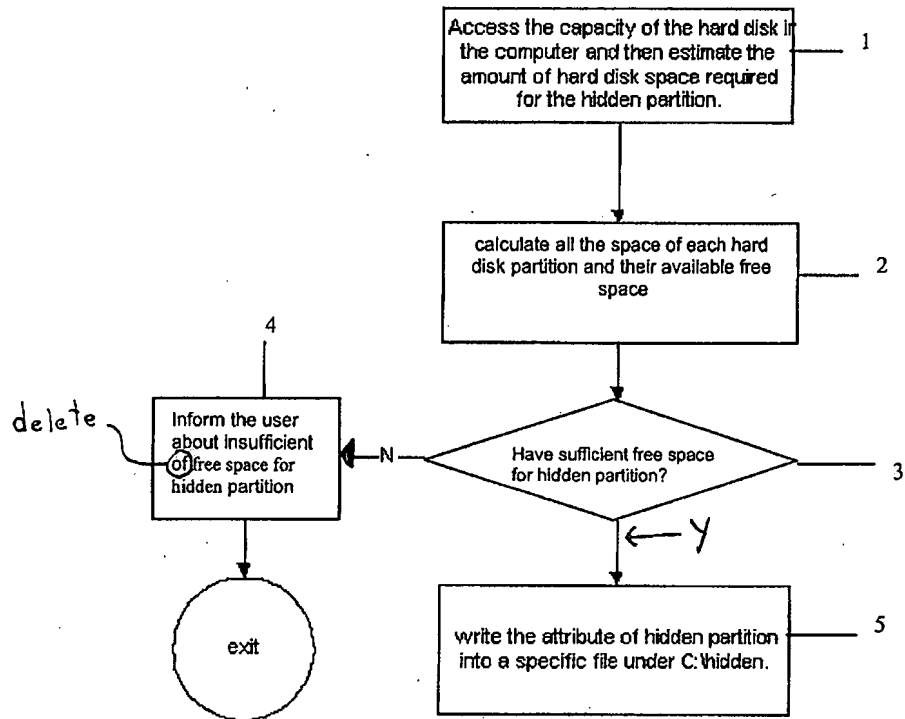 Access the capacity of the hard disk in
the computer and then estimate the
amount of hard disk space required
for the hidden partition.
1
calculate all the space of each hard
disk partition and their available free
space
2
4
delete
Inform the user
about insufficient
of free space for
hidden partition
N
Have sufficient free space
for hidden partition?
3
Y
exit
write the attribute of hidden partition
into a specific file under C:\hidden.
5